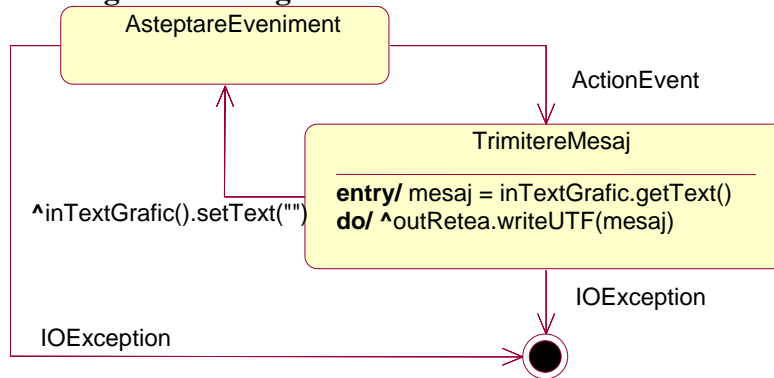 AsteptareEveniment
ActionEvent
TrimitereMesaj
entry/ mesaj = inTextGrafic.getText()
^inTextGrafic().setText("")
do/ ^outRetea.writeUTF(mesaj)
IOException
IOException